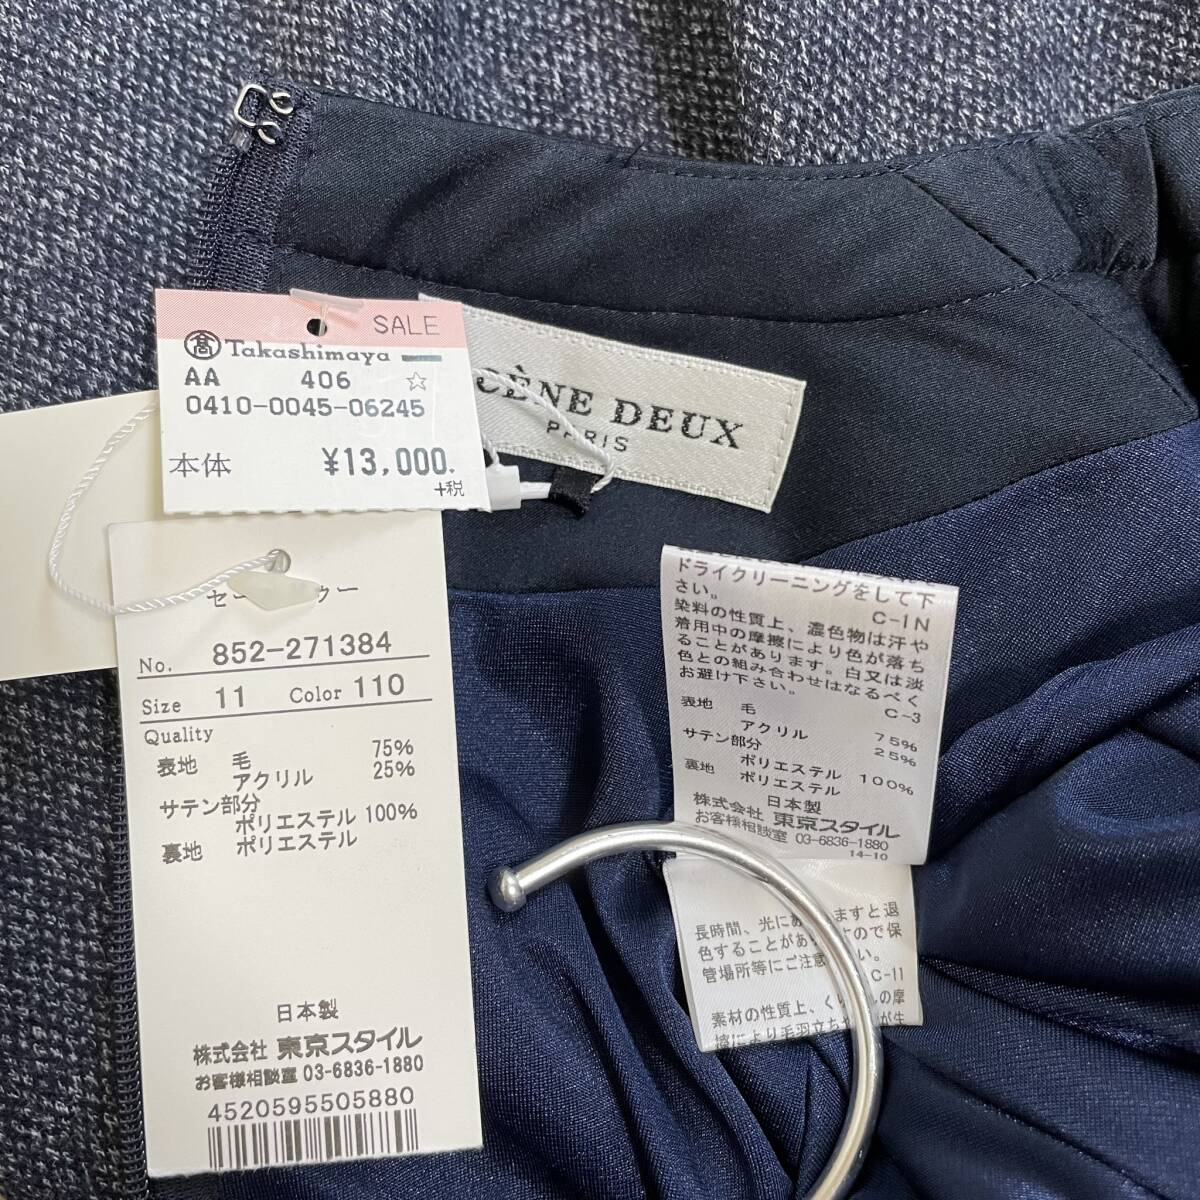 SALE
髙 Takashimaya
AA 406 ☆
0410-0045-06245
本体 ¥13,000.
+税
CÈNE DEUX
PARIS
No. 852-271384
Size 11 Color 110
Quality
表地 毛 75%
アクリル 25%
サテン部分
ポリエステル 100%
裏地 ポリエステル
日本製
株式会社 東京スタイル
お客様相談室 03-6836-1880
4520595505880
ドライクリーニングをして下
さい。 C-1N
染料の性質上、濃色物は汗や
着用中の摩擦により色が落ち
ることがあります。白又は淡
色との組み合わせはなるべく
お避け下さい。
C-3
表地 毛 75%
アクリル 25%
サテン部分
ポリエステル 100%
裏地 ポリエステル
日本製
株式会社 東京スタイル
お客様相談室 03-6836-1880
14-10
長時間、光にあ ますと退
色することがあ すので保
管場所等にご注意 い。
C-11
素材の性質上、く の摩
擦により毛羽立ち が生